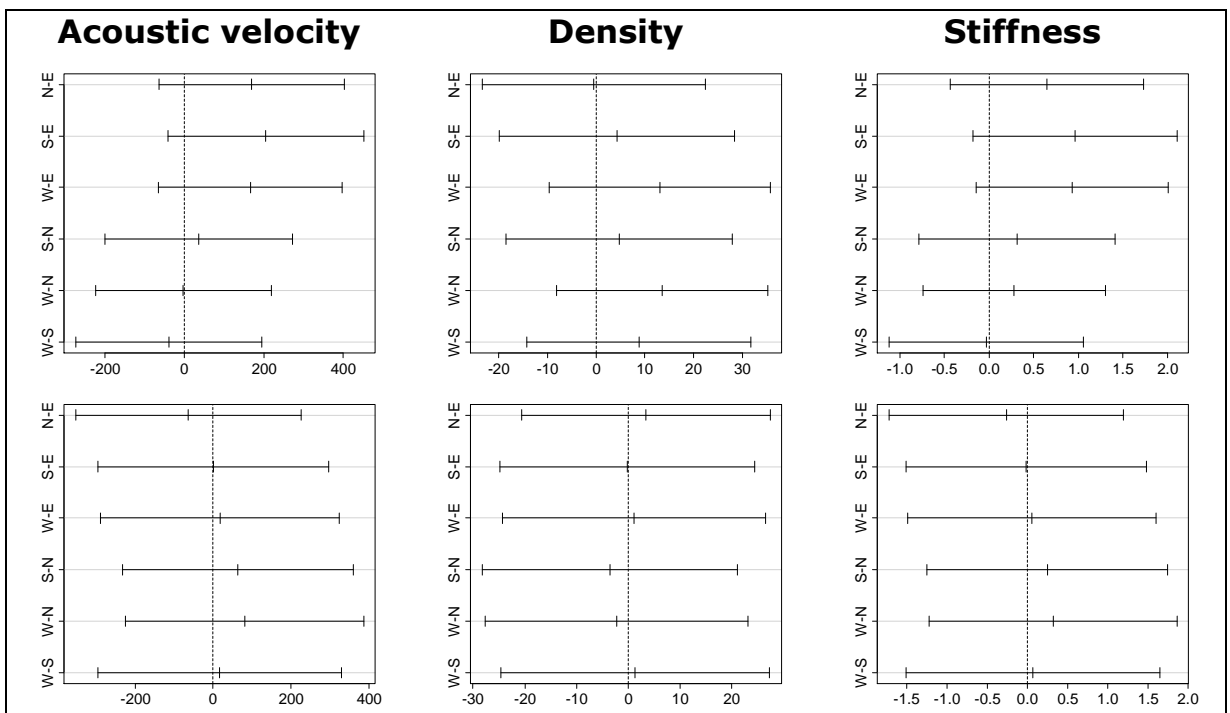 Acoustic velocity Density Stiffness
N-E N-E N-E
S-E S-E S-E
W-E W-E W-E
S-N S-N S-N
W-N W-N W-N
W-S W-S W-S
-200 0 200 400 -20 -10 0 10 20 30 -1.0 -0.5 0.0 0.5 1.0 1.5 2.0
N-E N-E N-E
S-E S-E S-E
W-E W-E W-E
S-N S-N S-N
W-N W-N W-N
W-S W-S W-S
-200 0 200 400 -30 -20 -10 0 10 20 -1.5 -1.0 -0.5 0.0 0.5 1.0 1.5 2.0